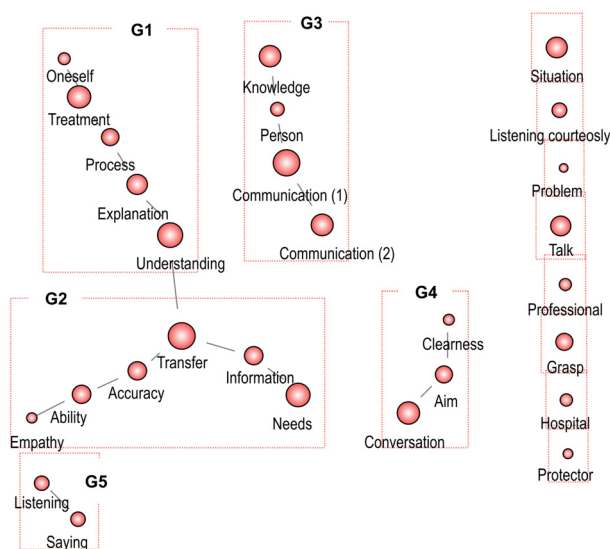 G1
Oneself
Treatment
Process
Explanation
Understanding
G3
Knowledge
Person
Communication (1)
Communication (2)
G2
Transfer
Information
Needs
Accuracy
Ability
Empathy
G4
Clearness
Aim
Conversation
G5
Listening
Saying
Situation
Listening courteosly
Problem
Talk
Professional
Grasp
Hospital
Protector